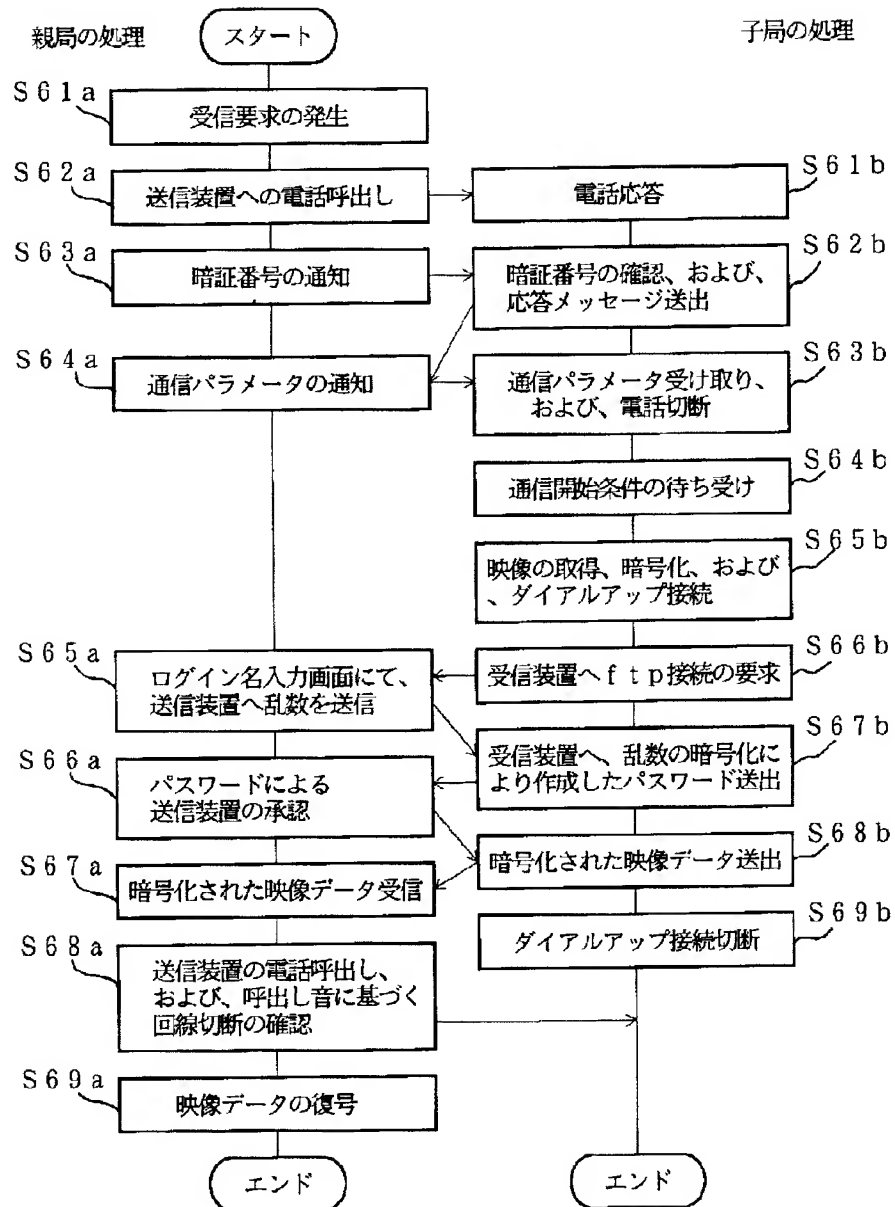 親局の処理
スタート
子局の処理
S61a
受信要求の発生
S62a
送信装置への電話呼出し
S61b
電話応答
S63a
暗証番号の通知
S62b
暗証番号の確認、および、
応答メッセージ送出
S64a
通信パラメータの通知
S63b
通信パラメータ受け取り、
および、電話切断
S64b
通信開始条件の待ち受け
S65b
映像の取得、暗号化、および
、ダイアルアップ接続
S65a
ログイン名入力画面にて、
送信装置へ乱数を送信
S66b
受信装置へftp接続の要求
S66a
パスワードによる
送信装置の承認
S67b
受信装置へ、乱数の暗号化に
より作成したパスワード送出
S67a
暗号化された映像データ受信
S68b
暗号化された映像データ送出
S68a
送信装置の電話呼出し、
および、呼出し音に基づく
回線切断の確認
S69b
ダイアルアップ接続切断
S69a
映像データの復号
エンド
エンド